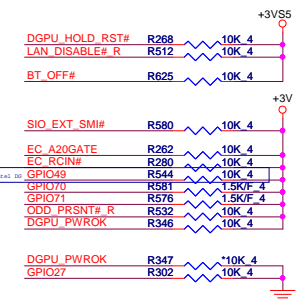 +3VS5
DGPU_HOLD_RST# R268 10K_4
LAN_DISABLE#_R R512 10K_4
BT_OFF# R625 10K_4
+3V
SIO_EXT_SMI# R580 10K_4
EC_A20GATE R262 10K_4
EC_RCIN# R280 10K_4
GPIO49 R544 10K_4
GPIO70 R581 1.5K/F_4
GPIO71 R576 1.5K/F_4
ODD_PRSNT#_R R532 10K_4
DGPU_PWROK R346 10K_4
DGPU_PWROK R347 *10K_4
GPIO27 R302 10K_4